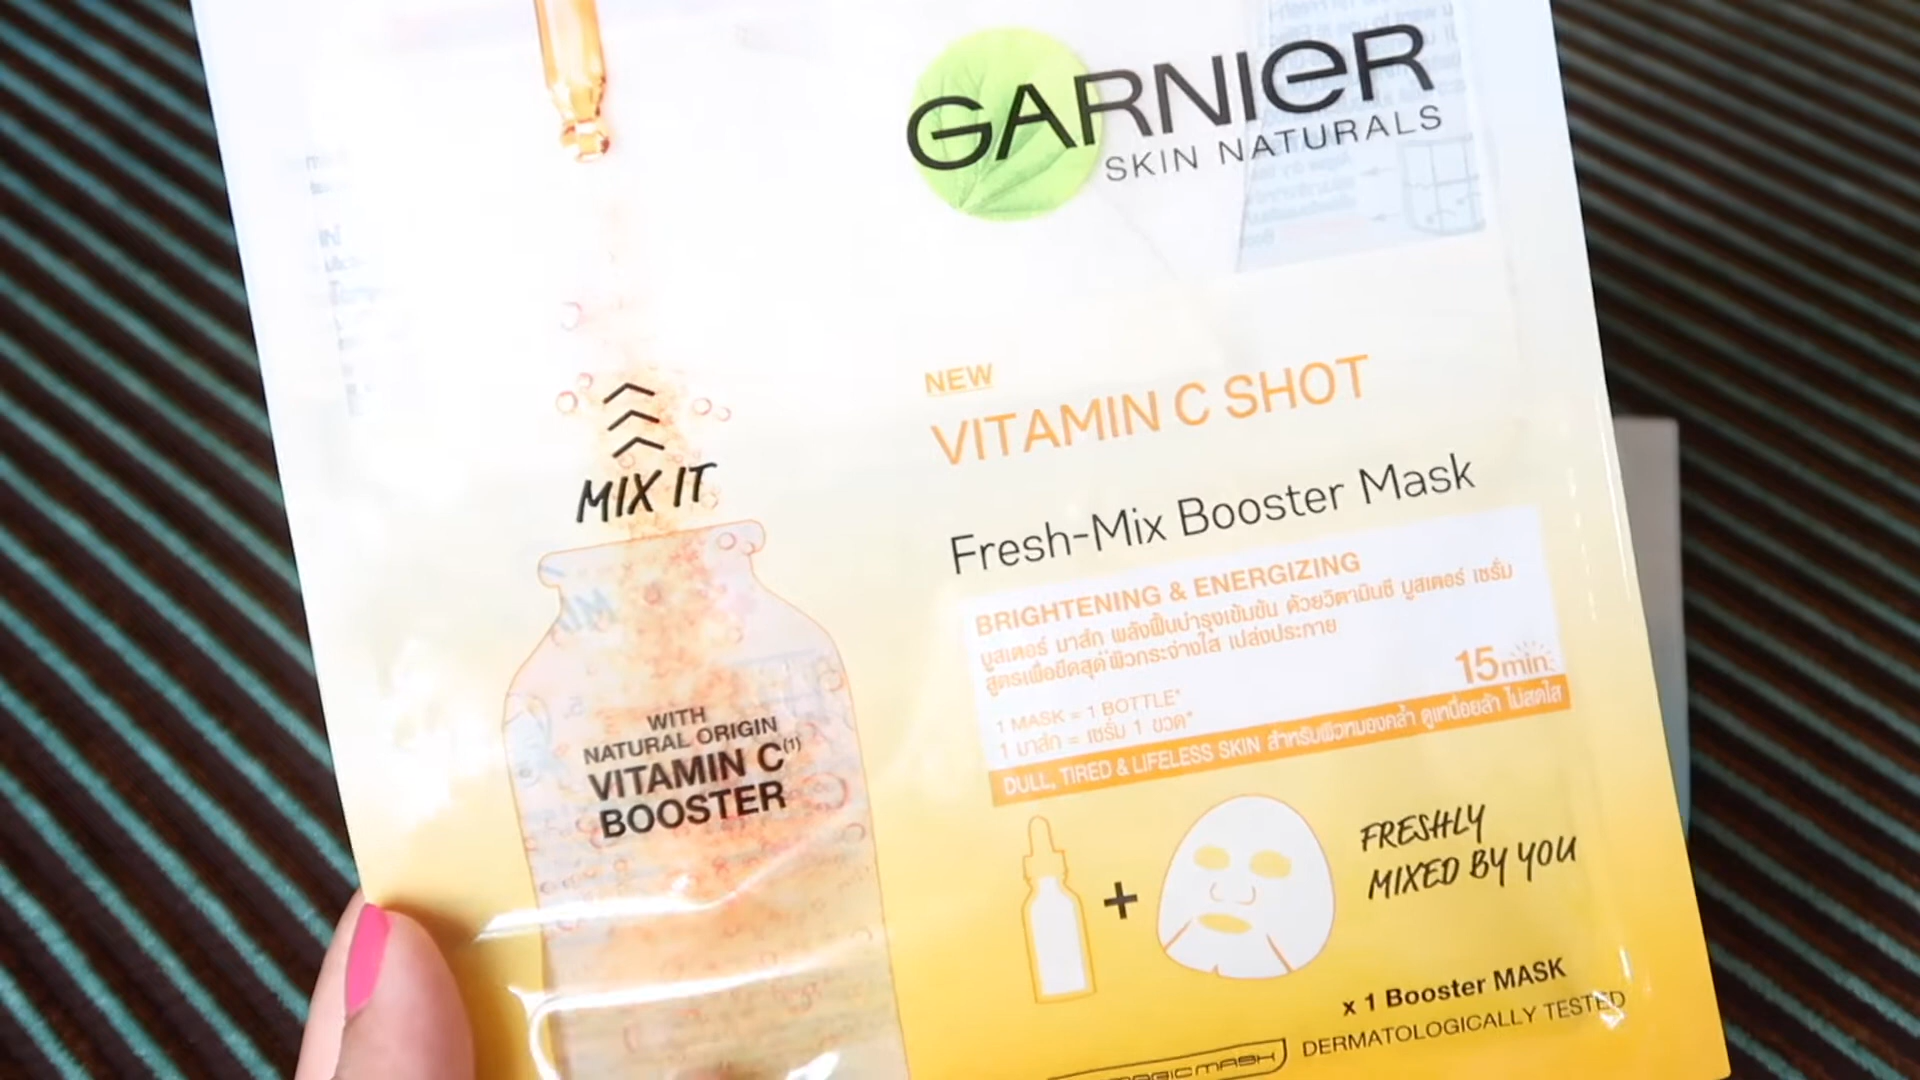 GARNIER
SKIN NATURALS
NEW
VITAMIN C SHOT
Fresh-Mix Booster Mask
MIX IT
WITH
NATURAL ORIGIN
VITAMIN C(1)
BOOSTER
BRIGHTENING & ENERGIZING
บูสเตอร์ มาส์ก พลังฟื้นบำรุงเข้มข้น ด้วยวิตามินซี บูสเตอร์ เซรั่ม
สูตรเพื่อขีดสุด ผิวกระจ่างใส เปล่งประกาย
15min.
1 MASK = 1 BOTTLE*
1 มาส์ก = เซรั่ม 1 ขวด*
DULL, TIRED & LIFELESS SKIN สำหรับผิวหมองคล้ำ ดูเหนื่อยล้า ไม่สดใส
+
FRESHLY
MIXED BY YOU
x 1 Booster MASK
DERMATOLOGICALLY TESTED